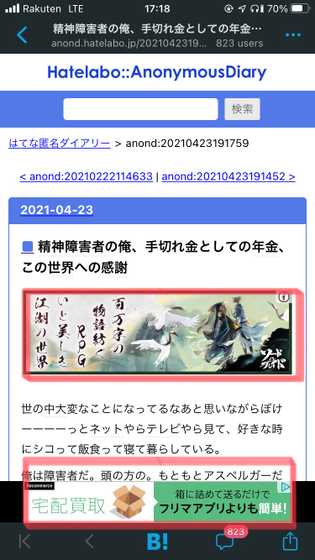 Rakuten LTE 17:18 70%
精神障害者の俺、手切れ金としての年金…
anond.hatelabo.jp/2021042319... 823 users
Hatelabo::AnonymousDiary
検索
はてな匿名ダイアリー > anond:20210423191759
< anond:20210222114633 | anond:20210423191452 >
2021-04-23
■ 精神障害者の俺、手切れ金としての年金、
この世界への感謝
百万字の
物語紡ぐ
RPG
いと美しき
江湖の世界
世の中大変なことになってるなあと思いながらぼけ
ーーーーっとネットやらテレビやら見て、好きな時
にシコって飯食って寝て暮らしている。
俺は障害者だ。頭の方の。もともとアスペルガーだ
宅配買取
箱に詰めて送るだけで
フリマアプリよりも簡単!
B!
823